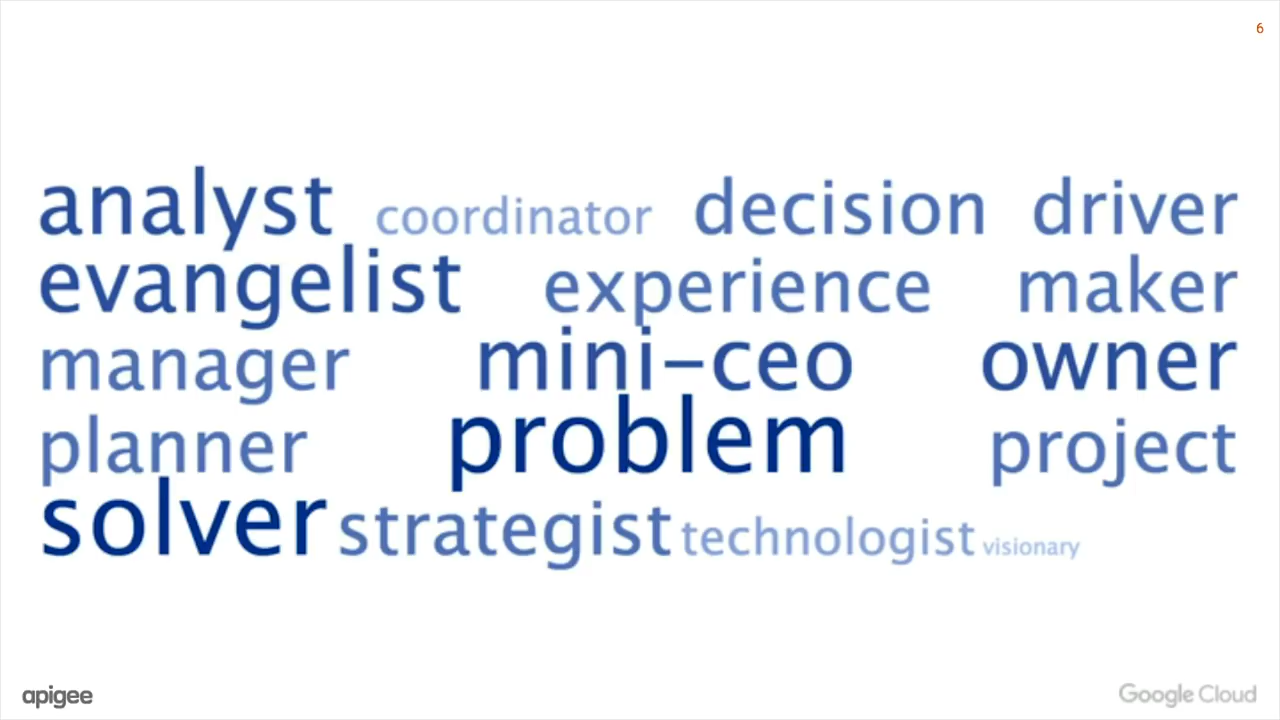 6
analyst coordinator decision driver
evangelist experience maker
manager mini-ceo owner
planner problem project
solver strategist technologist visionary
apigee
Google Cloud